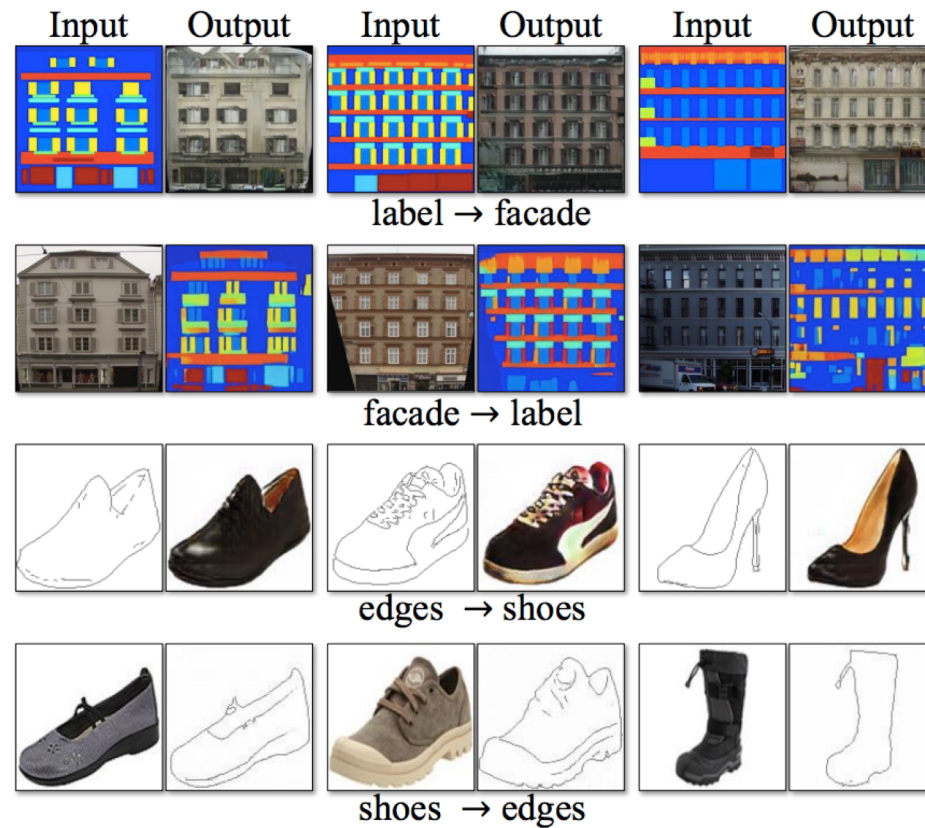 Input Output Input Output Input Output
label → facade
facade → label
edges → shoes
shoes → edges